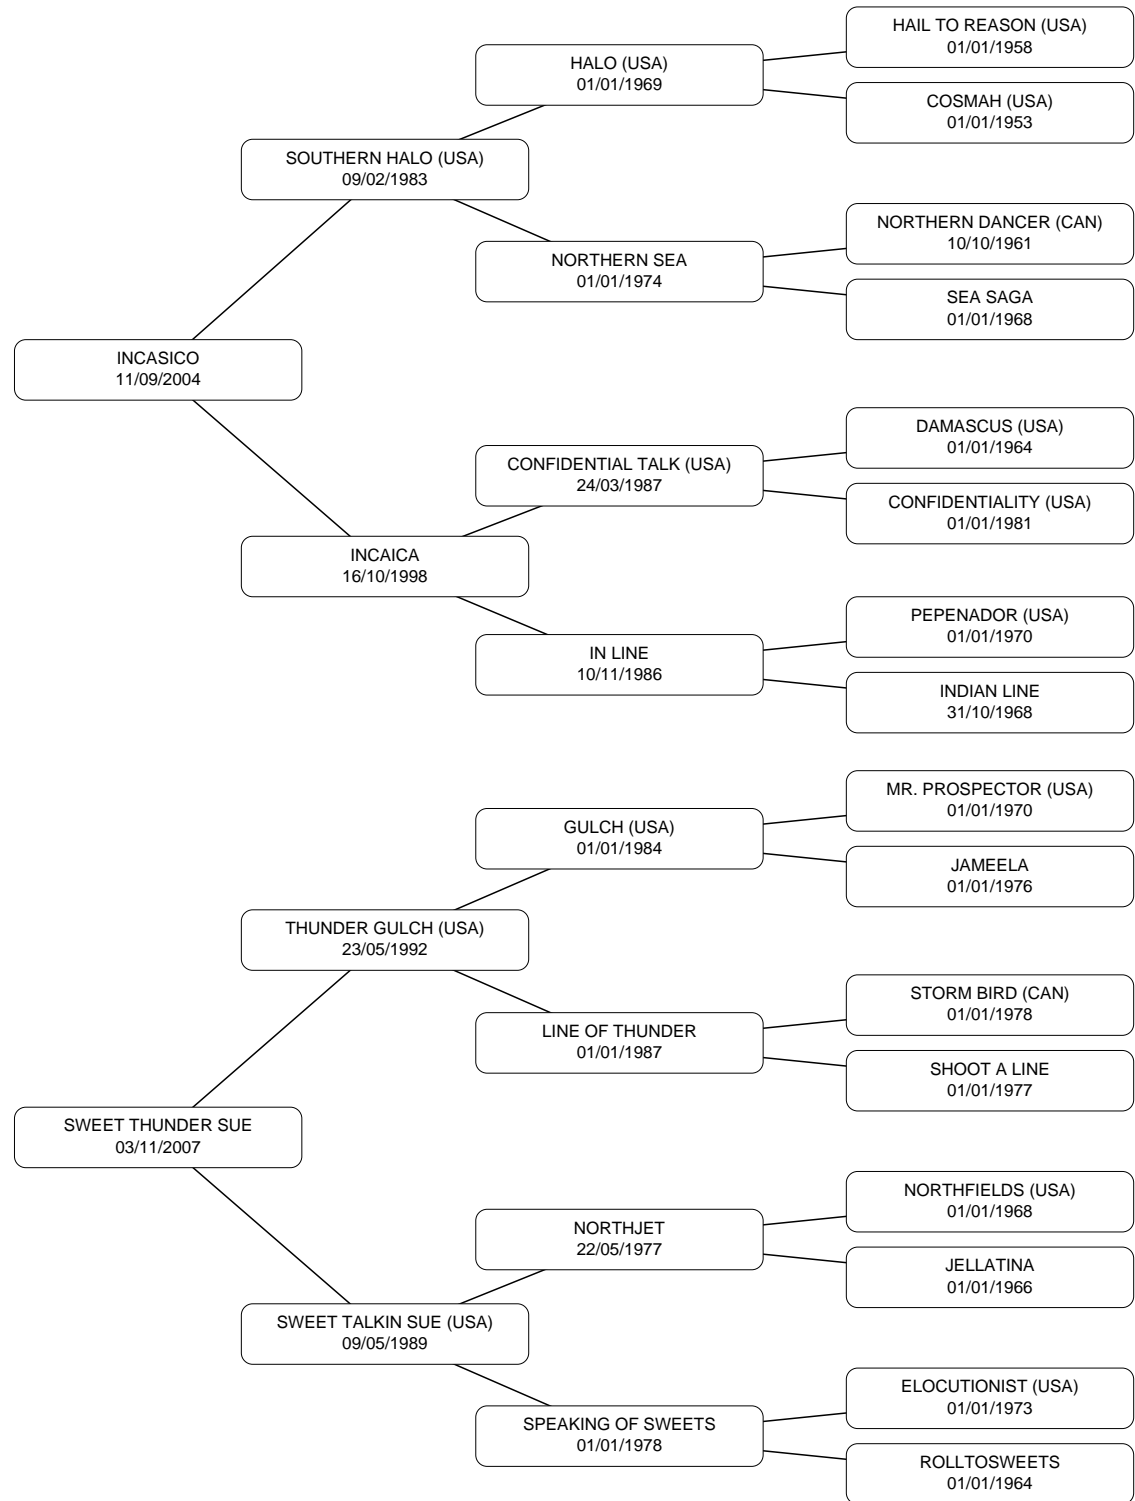 HAIL TO REASON (USA)
01/01/1958
HALO (USA)
01/01/1969
COSMAH (USA)
01/01/1953
SOUTHERN HALO (USA)
09/02/1983
NORTHERN DANCER (CAN)
10/10/1961
NORTHERN SEA
01/01/1974
SEA SAGA
01/01/1968
INCASICO
11/09/2004
DAMASCUS (USA)
01/01/1964
CONFIDENTIAL TALK (USA)
24/03/1987
CONFIDENTIALITY (USA)
01/01/1981
INCAICA
16/10/1998
PEPENADOR (USA)
01/01/1970
IN LINE
10/11/1986
INDIAN LINE
31/10/1968
MR. PROSPECTOR (USA)
01/01/1970
GULCH (USA)
01/01/1984
JAMEELA
01/01/1976
THUNDER GULCH (USA)
23/05/1992
STORM BIRD (CAN)
01/01/1978
LINE OF THUNDER
01/01/1987
SHOOT A LINE
01/01/1977
SWEET THUNDER SUE
03/11/2007
NORTHFIELDS (USA)
01/01/1968
NORTHJET
22/05/1977
JELLATINA
01/01/1966
SWEET TALKIN SUE (USA)
09/05/1989
ELOCUTIONIST (USA)
01/01/1973
SPEAKING OF SWEETS
01/01/1978
ROLLTOSWEETS
01/01/1964